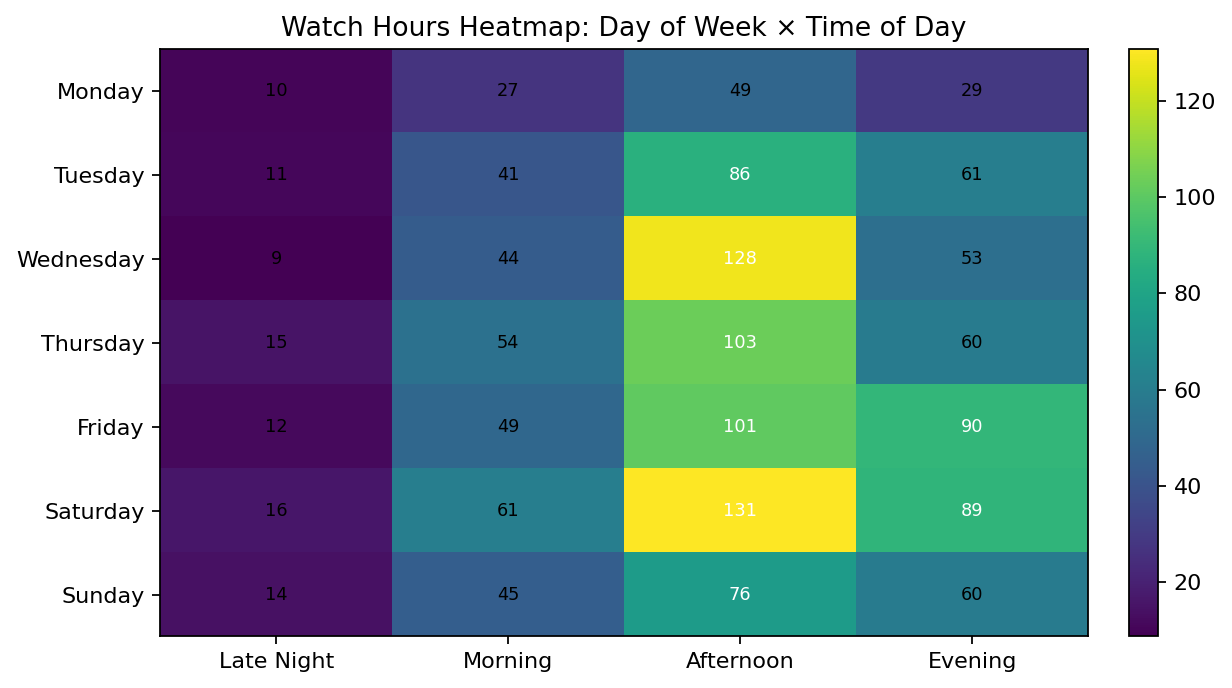 Watch Hours Heatmap: Day of Week × Time of Day
Monday 10 27 49 29
Tuesday 11 41 86 61
Wednesday 9 44 128 53
Thursday 15 54 103 60
Friday 12 49 101 90
Saturday 16 61 131 89
Sunday 14 45 76 60
Late Night Morning Afternoon Evening
120
100
80
60
40
20